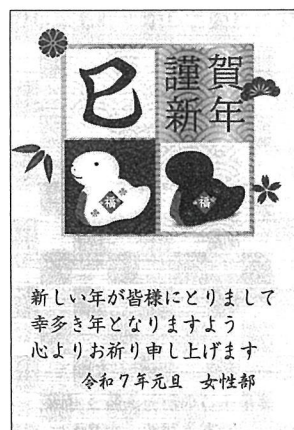 巳
謹賀
新年
福
福
新しい年が皆様にとりまして
幸多き年となりますよう
心よりお祈り申し上げます
令和７年元旦　女性部